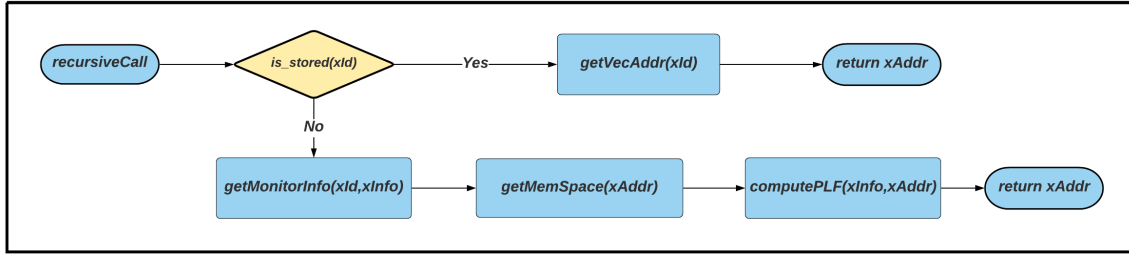 recursiveCall
is_stored(xId)
Yes
getVecAddr(xId)
return xAddr
No
getMonitorInfo(xId,xInfo)
getMemSpace(xAddr)
computePLF(xInfo,xAddr)
return xAddr